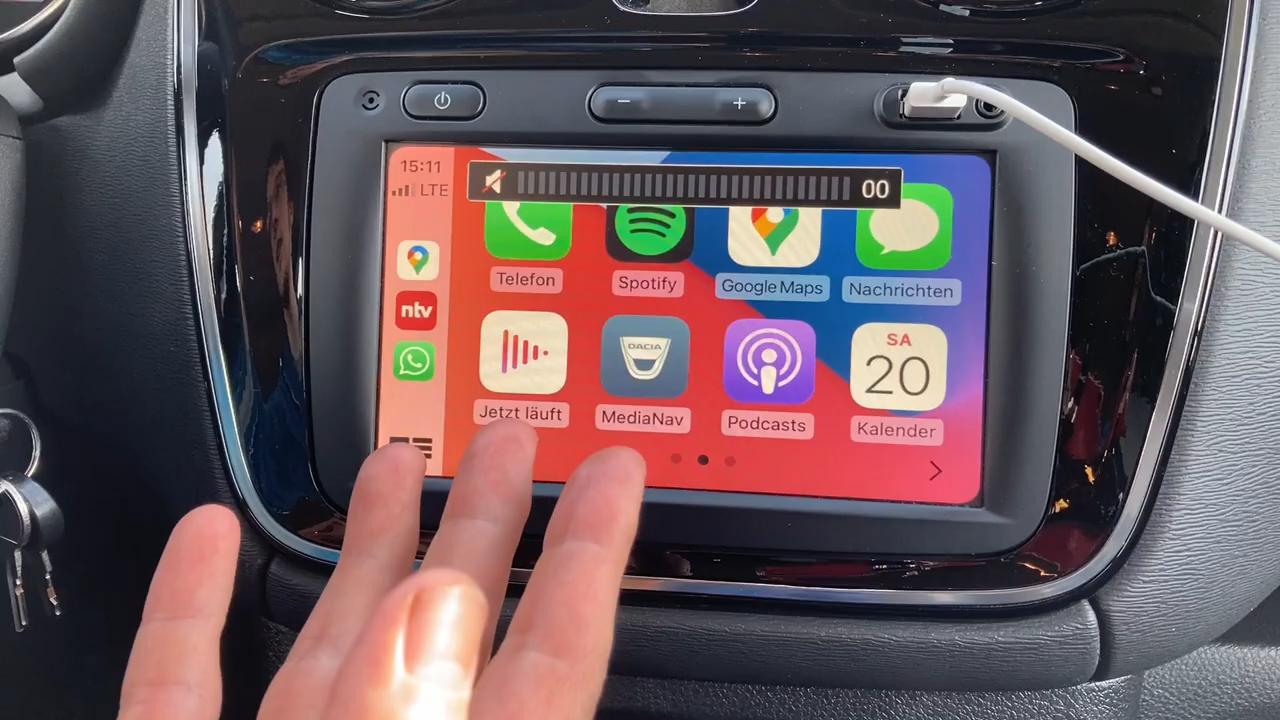 15:11
LTE
00
Telefon
Spotify
Google Maps
Nachrichten
ntv
DACIA
SA
20
Jetzt läuft
MediaNav
Podcasts
Kalender